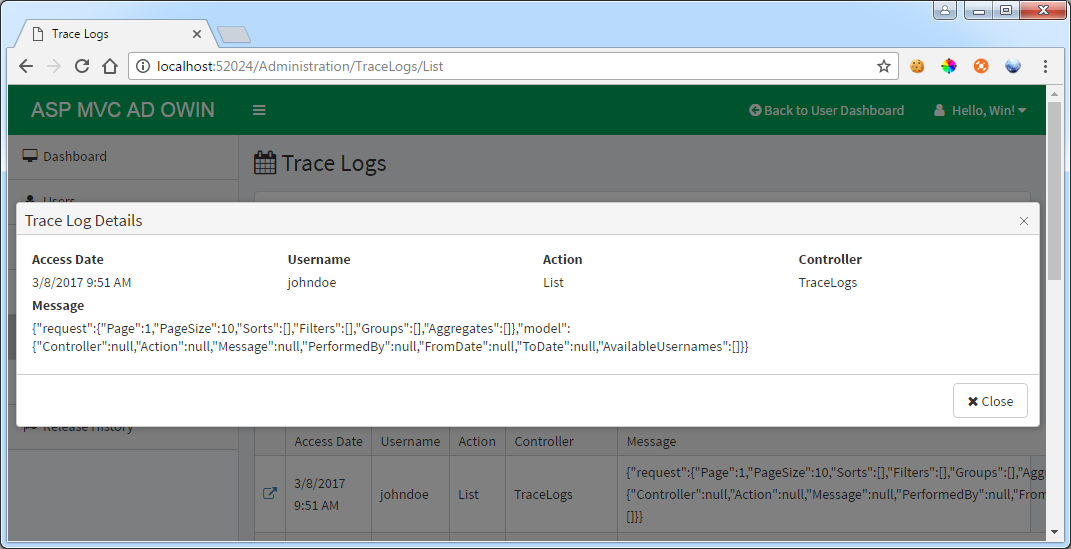 Trace Logs
localhost:52024/Administration/TraceLogs/List
ASP MVC AD OWIN
Back to User Dashboard
Hello, Win!
Dashboard
Trace Logs
Users
Trace Log Details
Access Date Username Action Controller
3/8/2017 9:51 AM johndoe List TraceLogs
Message
{"request":{"Page":1,"PageSize":10,"Sorts":[],"Filters":[],"Groups":[],"Aggregates":[]},"model":
{"Controller":null,"Action":null,"Message":null,"PerformedBy":null,"FromDate":null,"ToDate":null,"AvailableUsernames":[]}}
Close
Release History
Access Date Username Action Controller Message
3/8/2017
9:51 AM
johndoe List TraceLogs
{"request":{"Page":1,"PageSize":10,"Sorts":[],"Filters":[],"Groups":[],"Aggr
{"Controller":null,"Action":null,"Message":null,"PerformedBy":null,"From
[]}}